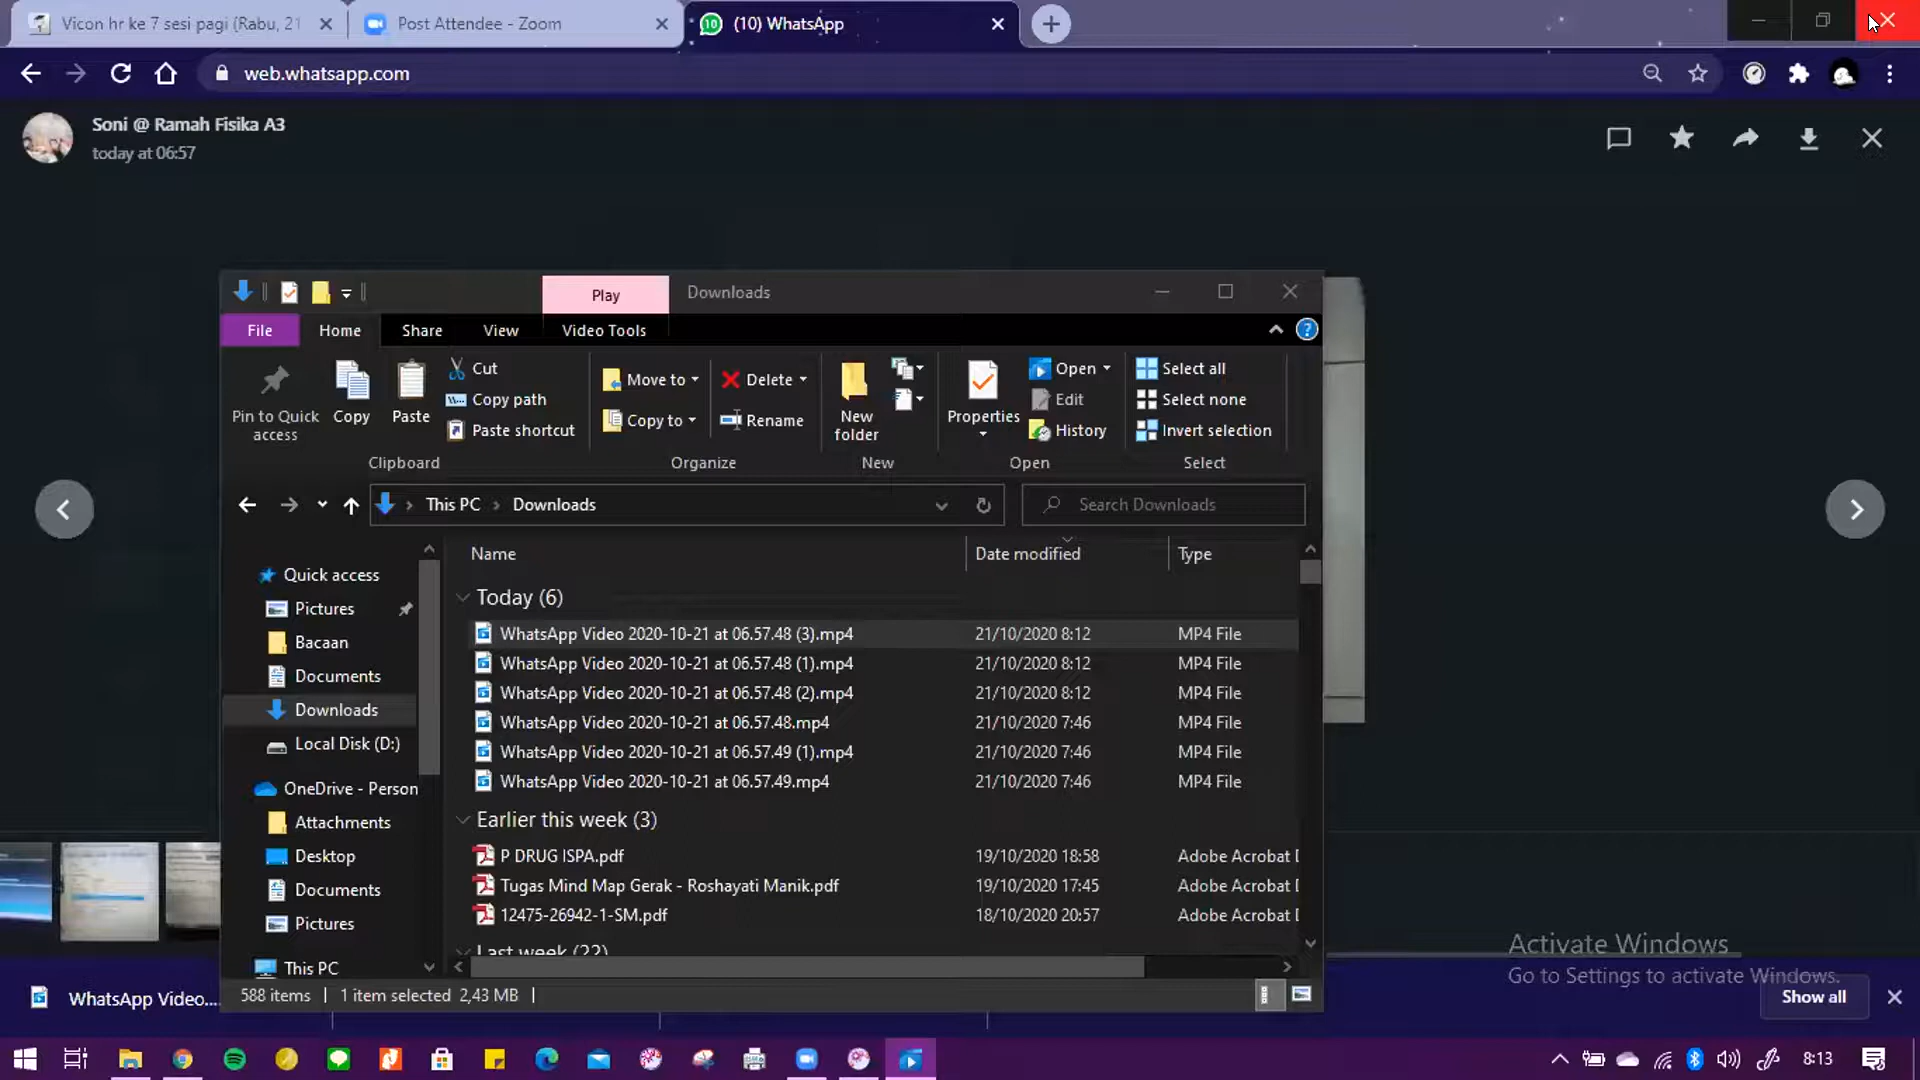 Vicon hr ke 7 sesi pagi (Rabu, 21
Post Attendee - Zoom
10
(10) WhatsApp
web.whatsapp.com
Soni @ Ramah Fisika A3
today at 06:57
Play
Downloads
File
Home
Share
View
Video Tools
Pin to Quick access
Copy
Paste
Cut
Copy path
Paste shortcut
Move to
Copy to
Delete
Rename
New folder
Properties
Open
Edit
History
Select all
Select none
Invert selection
Clipboard
Organize
New
Open
Select
This PC
Downloads
Search Downloads
Name
Date modified
Type
Quick access
Pictures
Bacaan
Documents
Downloads
Local Disk (D:)
OneDrive - Person
Attachments
Desktop
Documents
Pictures
This PC
Today (6)
WhatsApp Video 2020-10-21 at 06.57.48 (3).mp4 21/10/2020 8:12 MP4 File
WhatsApp Video 2020-10-21 at 06.57.48 (1).mp4 21/10/2020 8:12 MP4 File
WhatsApp Video 2020-10-21 at 06.57.48 (2).mp4 21/10/2020 8:12 MP4 File
WhatsApp Video 2020-10-21 at 06.57.48.mp4 21/10/2020 7:46 MP4 File
WhatsApp Video 2020-10-21 at 06.57.49 (1).mp4 21/10/2020 7:46 MP4 File
WhatsApp Video 2020-10-21 at 06.57.49.mp4 21/10/2020 7:46 MP4 File
Earlier this week (3)
P DRUG ISPA.pdf 19/10/2020 18:58 Adobe Acrobat D
Tugas Mind Map Gerak - Roshayati Manik.pdf 19/10/2020 17:45 Adobe Acrobat D
12475-26942-1-SM.pdf 18/10/2020 20:57 Adobe Acrobat D
Last week (22)
588 items
1 item selected 2,43 MB
Activate Windows
Go to Settings to activate Windows.
WhatsApp Video....
Show all
8:13